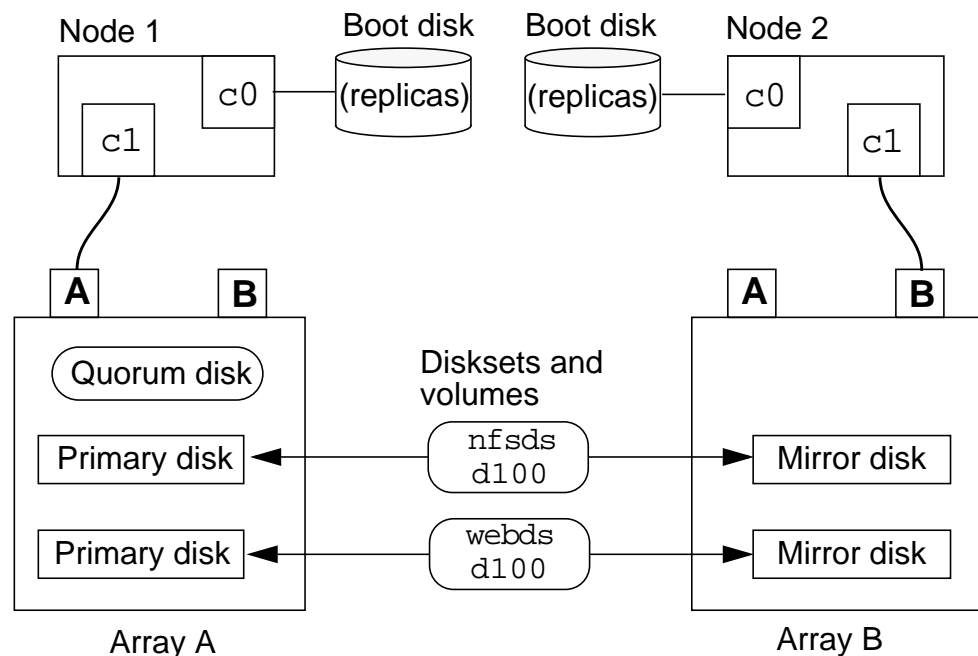 Node 1
Boot disk
Boot disk
Node 2
c0
(replicas)
(replicas)
c0
c1
c1
A
B
A
B
Quorum disk
Disksets and
volumes
Primary disk
nfsds
d100
Mirror disk
Primary disk
webds
d100
Mirror disk
Array A
Array B